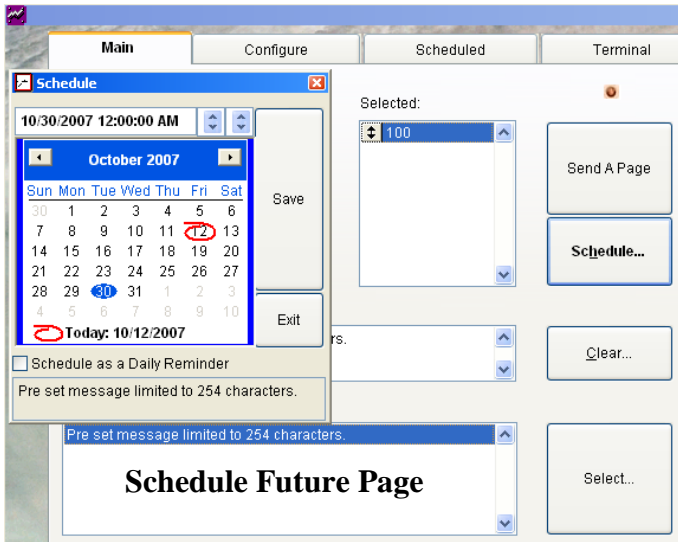 Main Configure Scheduled Terminal
Schedule
10/30/2007 12:00:00 AM
October 2007
Sun Mon Tue Wed Thu Fri Sat
30 1 2 3 4 5 6
7 8 9 10 11 12 13
14 15 16 17 18 19 20
21 22 23 24 25 26 27
28 29 30 31 1 2 3
4 5 6 7 8 9 10
Today: 10/12/2007
Save
Exit
Schedule as a Daily Reminder
Pre set message limited to 254 characters.
Selected:
100
Send A Page
Schedule...
rs.
Clear...
Pre set message limited to 254 characters.
Schedule Future Page
Select...